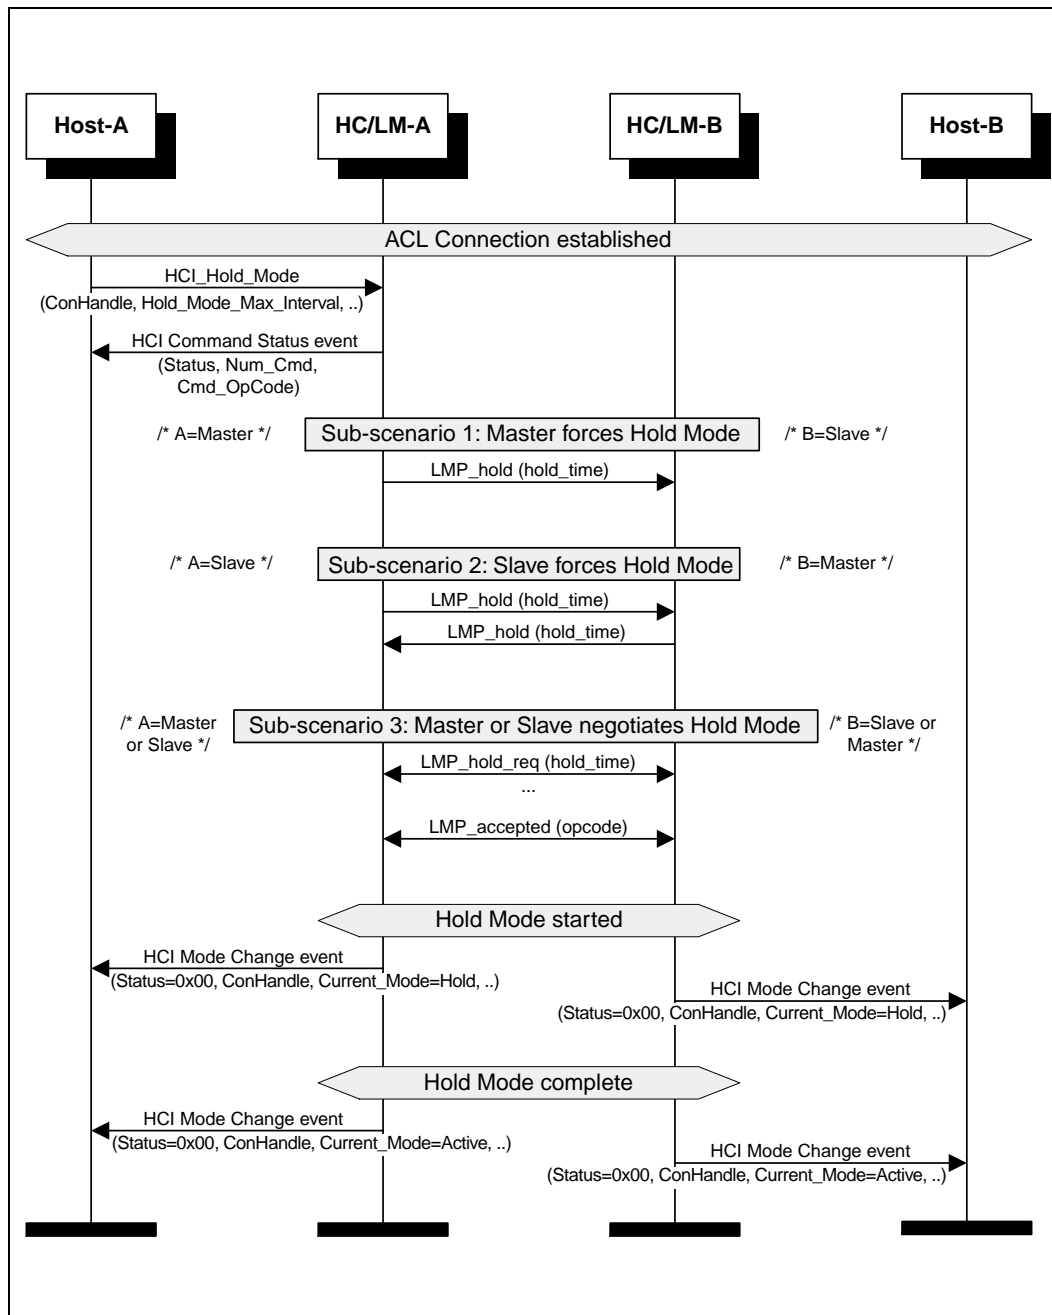 Host-A
HC/LM-A
HC/LM-B
Host-B
ACL Connection established
HCI_Hold_Mode
(ConHandle, Hold_Mode_Max_Interval, ..)
HCI Command Status event
(Status, Num_Cmd,
Cmd_OpCode)
/* A=Master */
Sub-scenario 1: Master forces Hold Mode
/* B=Slave */
LMP_hold (hold_time)
/* A=Slave */
Sub-scenario 2: Slave forces Hold Mode
/* B=Master */
LMP_hold (hold_time)
LMP_hold (hold_time)
/* A=Master
or Slave */
Sub-scenario 3: Master or Slave negotiates Hold Mode
/* B=Slave or
Master */
LMP_hold_req (hold_time)
...
LMP_accepted (opcode)
Hold Mode started
HCI Mode Change event
(Status=0x00, ConHandle, Current_Mode=Hold, ..)
HCI Mode Change event
(Status=0x00, ConHandle, Current_Mode=Hold, ..)
Hold Mode complete
HCI Mode Change event
(Status=0x00, ConHandle, Current_Mode=Active, ..)
HCI Mode Change event
(Status=0x00, ConHandle, Current_Mode=Active, ..)